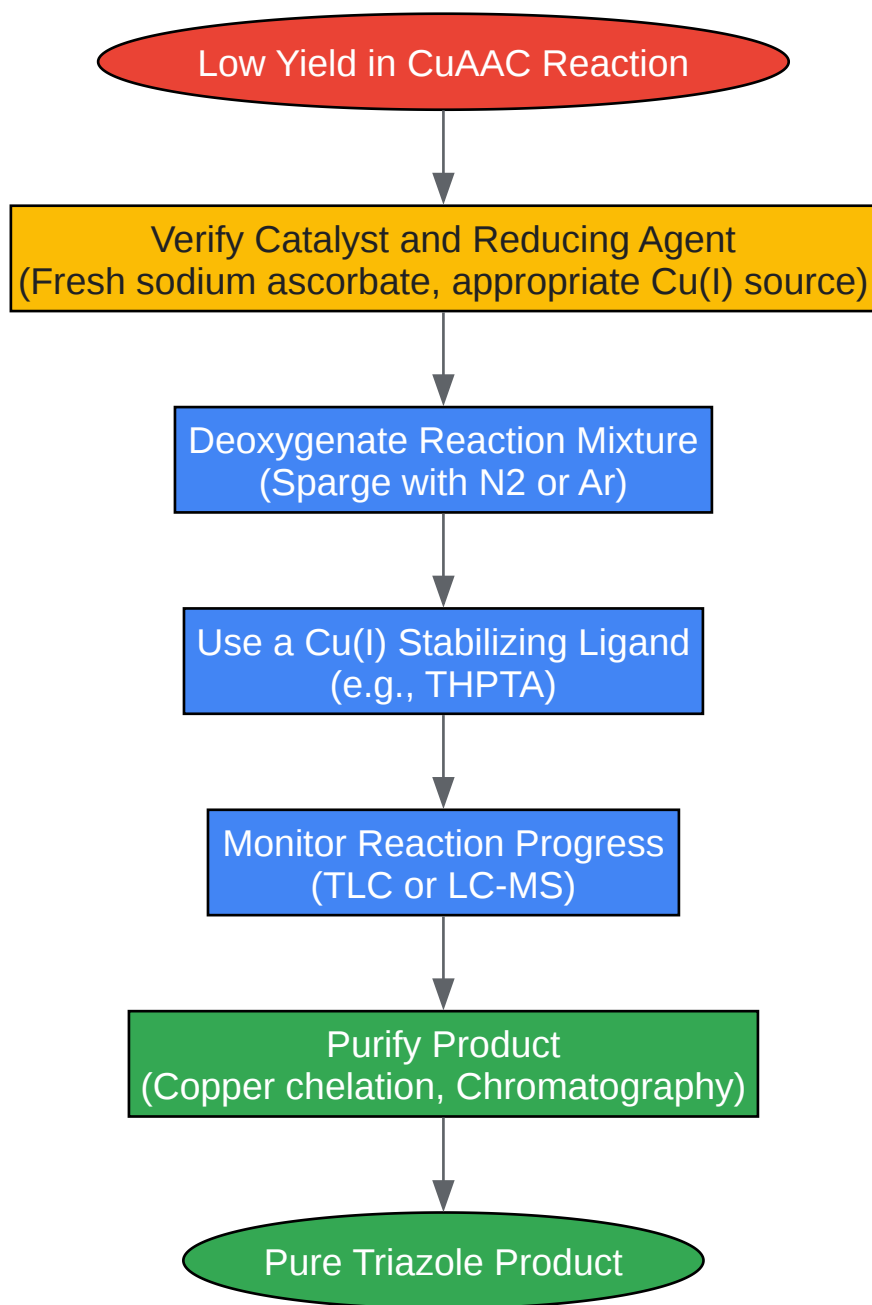 Low Yield in CuAAC Reaction
Verify Catalyst and Reducing Agent
(Fresh sodium ascorbate, appropriate Cu(I) source)
Deoxygenate Reaction Mixture
(Sparge with N2 or Ar)
Use a Cu(I) Stabilizing Ligand
(e.g., THPTA)
Monitor Reaction Progress
(TLC or LC-MS)
Purify Product
(Copper chelation, Chromatography)
Pure Triazole Product